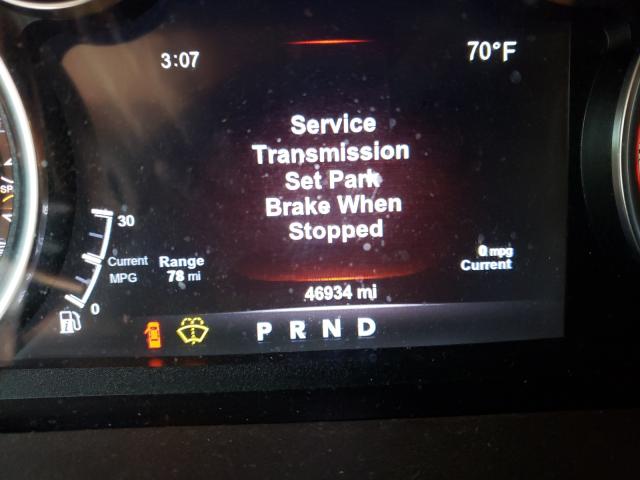 3:07
70°F
Service
Transmission
Set Park
Brake When
Stopped
30
Current
MPG
0
Range
78 mi
0 mpg
Current
46934 mi
P R N D
SP